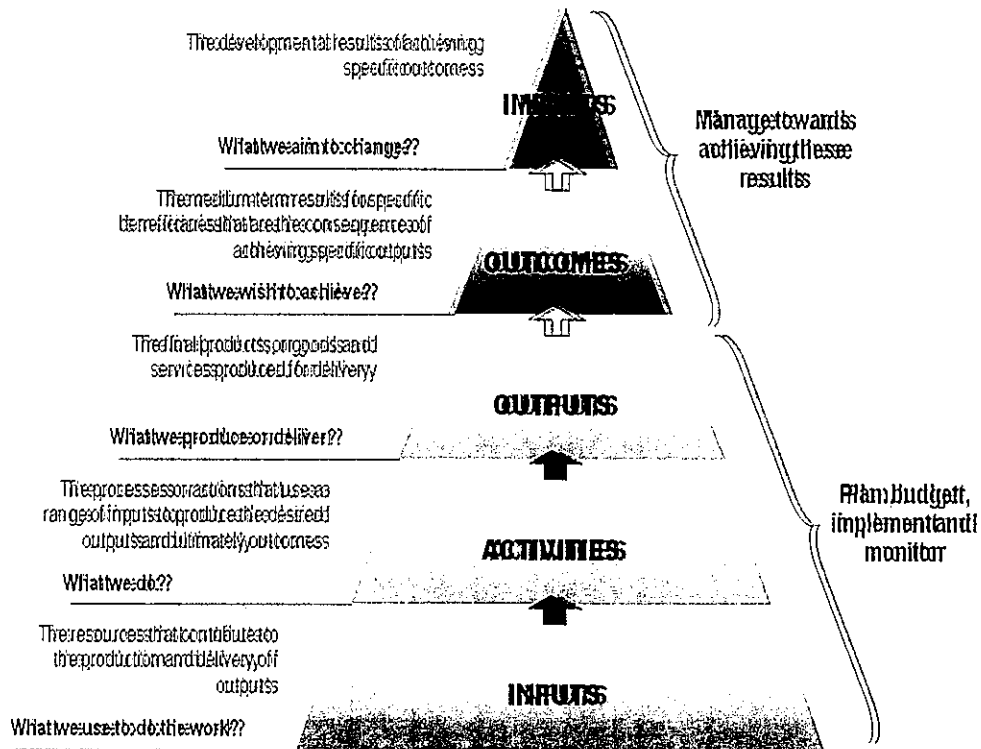 The developmental results of achieving
specific outcomes
IMPACTS
What we aim to change?
Manage towards
achieving these
results
The medium term results for specific
beneficiaries that are the consequence of
achieving specific outputs
OUTCOMES
What we wish to achieve?
The final products, or goods and
services produced for delivery
OUTPUTS
What we produce or deliver?
The processes or actions that use a
range of inputs to produce the desired
outputs and ultimately outcomes
ACTIVITIES
What we do?
Plan, budget,
implement and
monitor
The resources that contribute to
the production and delivery of
outputs
INPUTS
What we use to do the work?